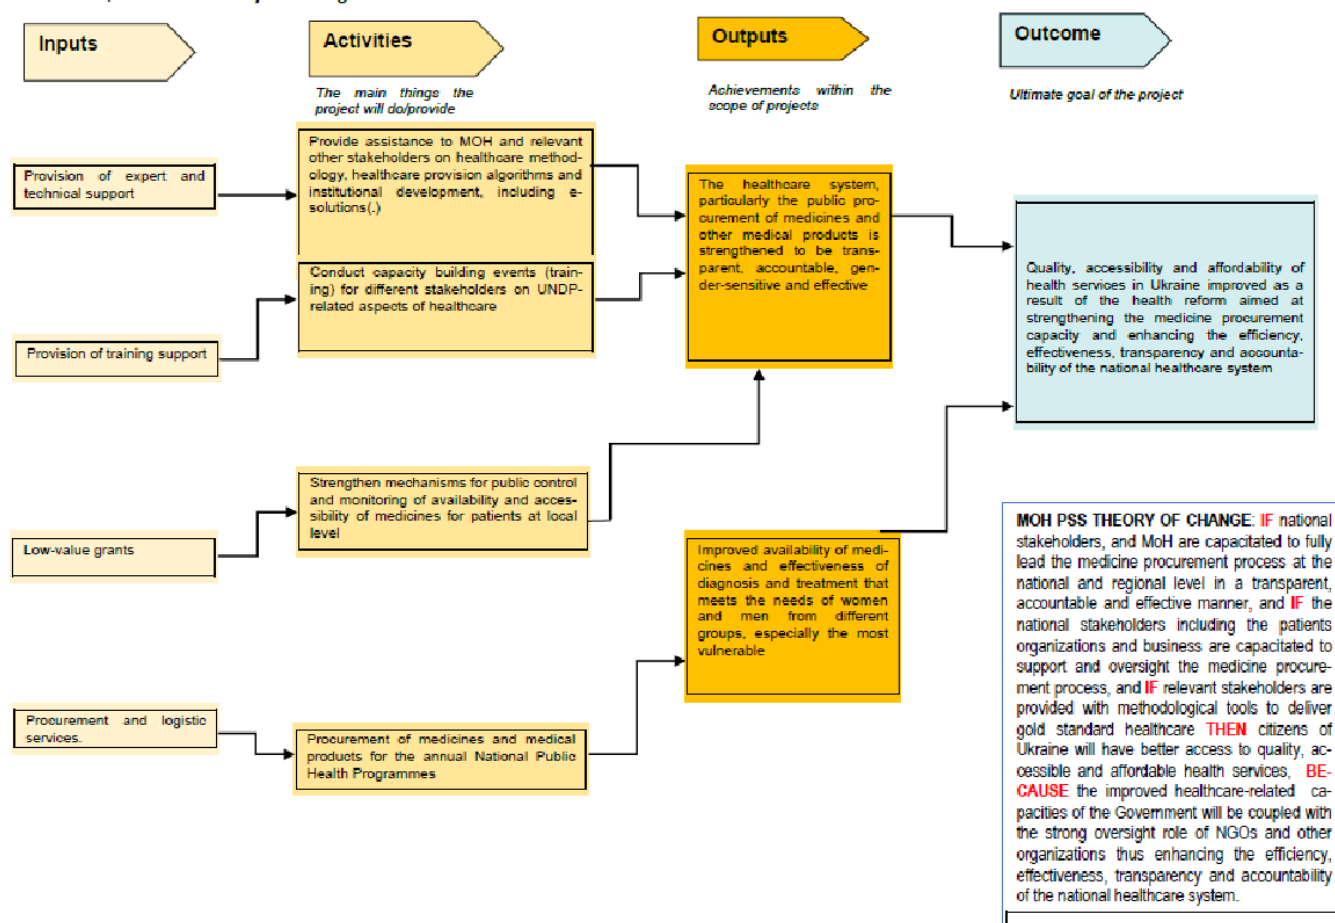 Inputs
Activities
Outputs
Outcome
The main things the
project will do/provide
Achievements within the
scope of projects
Ultimate goal of the project
Provision of expert and
technical support
Provision of training support
Low-value grants
Procurement and logistic
services.
Provide assistance to MOH and relevant
other stakeholders on healthcare method-
ology, healthcare provision algorithms and
institutional development, including e-
solutions(.)
Conduct capacity building events (train-
ing) for different stakeholders on UNDP-
related aspects of healthcare
Strengthen mechanisms for public control
and monitoring of availability and acces-
sibility of medicines for patients at local
level
Procurement of medicines and medical
products for the annual National Public
Health Programmes
The healthcare system,
particularly the public pro-
curement of medicines and
other medical products is
strengthened to be trans-
parent, accountable, gen-
der-sensitive and effective
Improved availability of medi-
cines and effectiveness of
diagnosis and treatment that
meets the needs of women
and men from different
groups, especially the most
vulnerable
Quality, accessibility and affordability of
health services in Ukraine improved as a
result of the health reform aimed at
strengthening the medicine procurement
capacity and enhancing the efficiency,
effectiveness, transparency and accounta-
bility of the national healthcare system
MOH PSS THEORY OF CHANGE: IF national
stakeholders, and MoH are capacitated to fully
lead the medicine procurement process at the
national and regional level in a transparent,
accountable and effective manner, and IF the
national stakeholders including the patients
organizations and business are capacitated to
support and oversight the medicine procure-
ment process, and IF relevant stakeholders are
provided with methodological tools to deliver
gold standard healthcare THEN citizens of
Ukraine will have better access to quality, ac-
cessible and affordable health services, BE-
CAUSE the improved healthcare-related ca-
pacities of the Government will be coupled with
the strong oversight role of NGOs and other
organizations thus enhancing the efficiency,
effectiveness, transparency and accountability
of the national healthcare system.